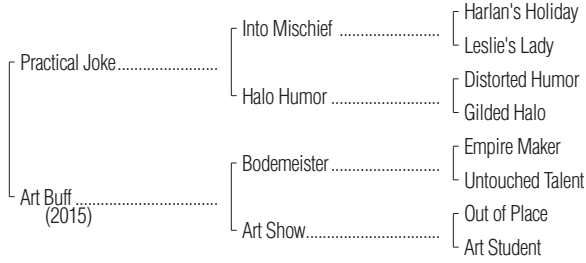 Harlan's Holiday
Into Mischief ........................
Leslie's Lady
Practical Joke........................
Distorted Humor
Halo Humor ..........................
Gilded Halo
Empire Maker
Bodemeister ..........................
Untouched Talent
Art Buff ..................................
(2015)
Out of Place
Art Show................................
Art Student